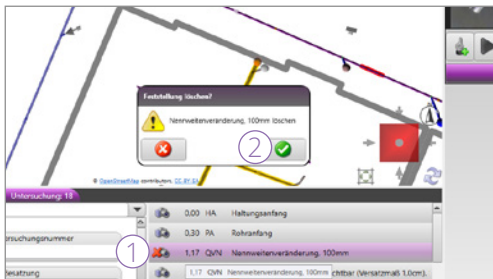 Feststellung löschen?
Nennweitenveränderung, 100mm löschen
2
© OpenStreetMap contributors, CC-BY-SA
Untersuchung: 18
0,00 HA Haltungsanfang
ersuchungsnummer
0,30 PA Rohranfang
1
1,17 QVN Nennweitenveränderung, 100mm
Besatzung
1,17 QVN Nennweitenveränderung, 100mm chtbar (Versatzmaß 1,0cm).